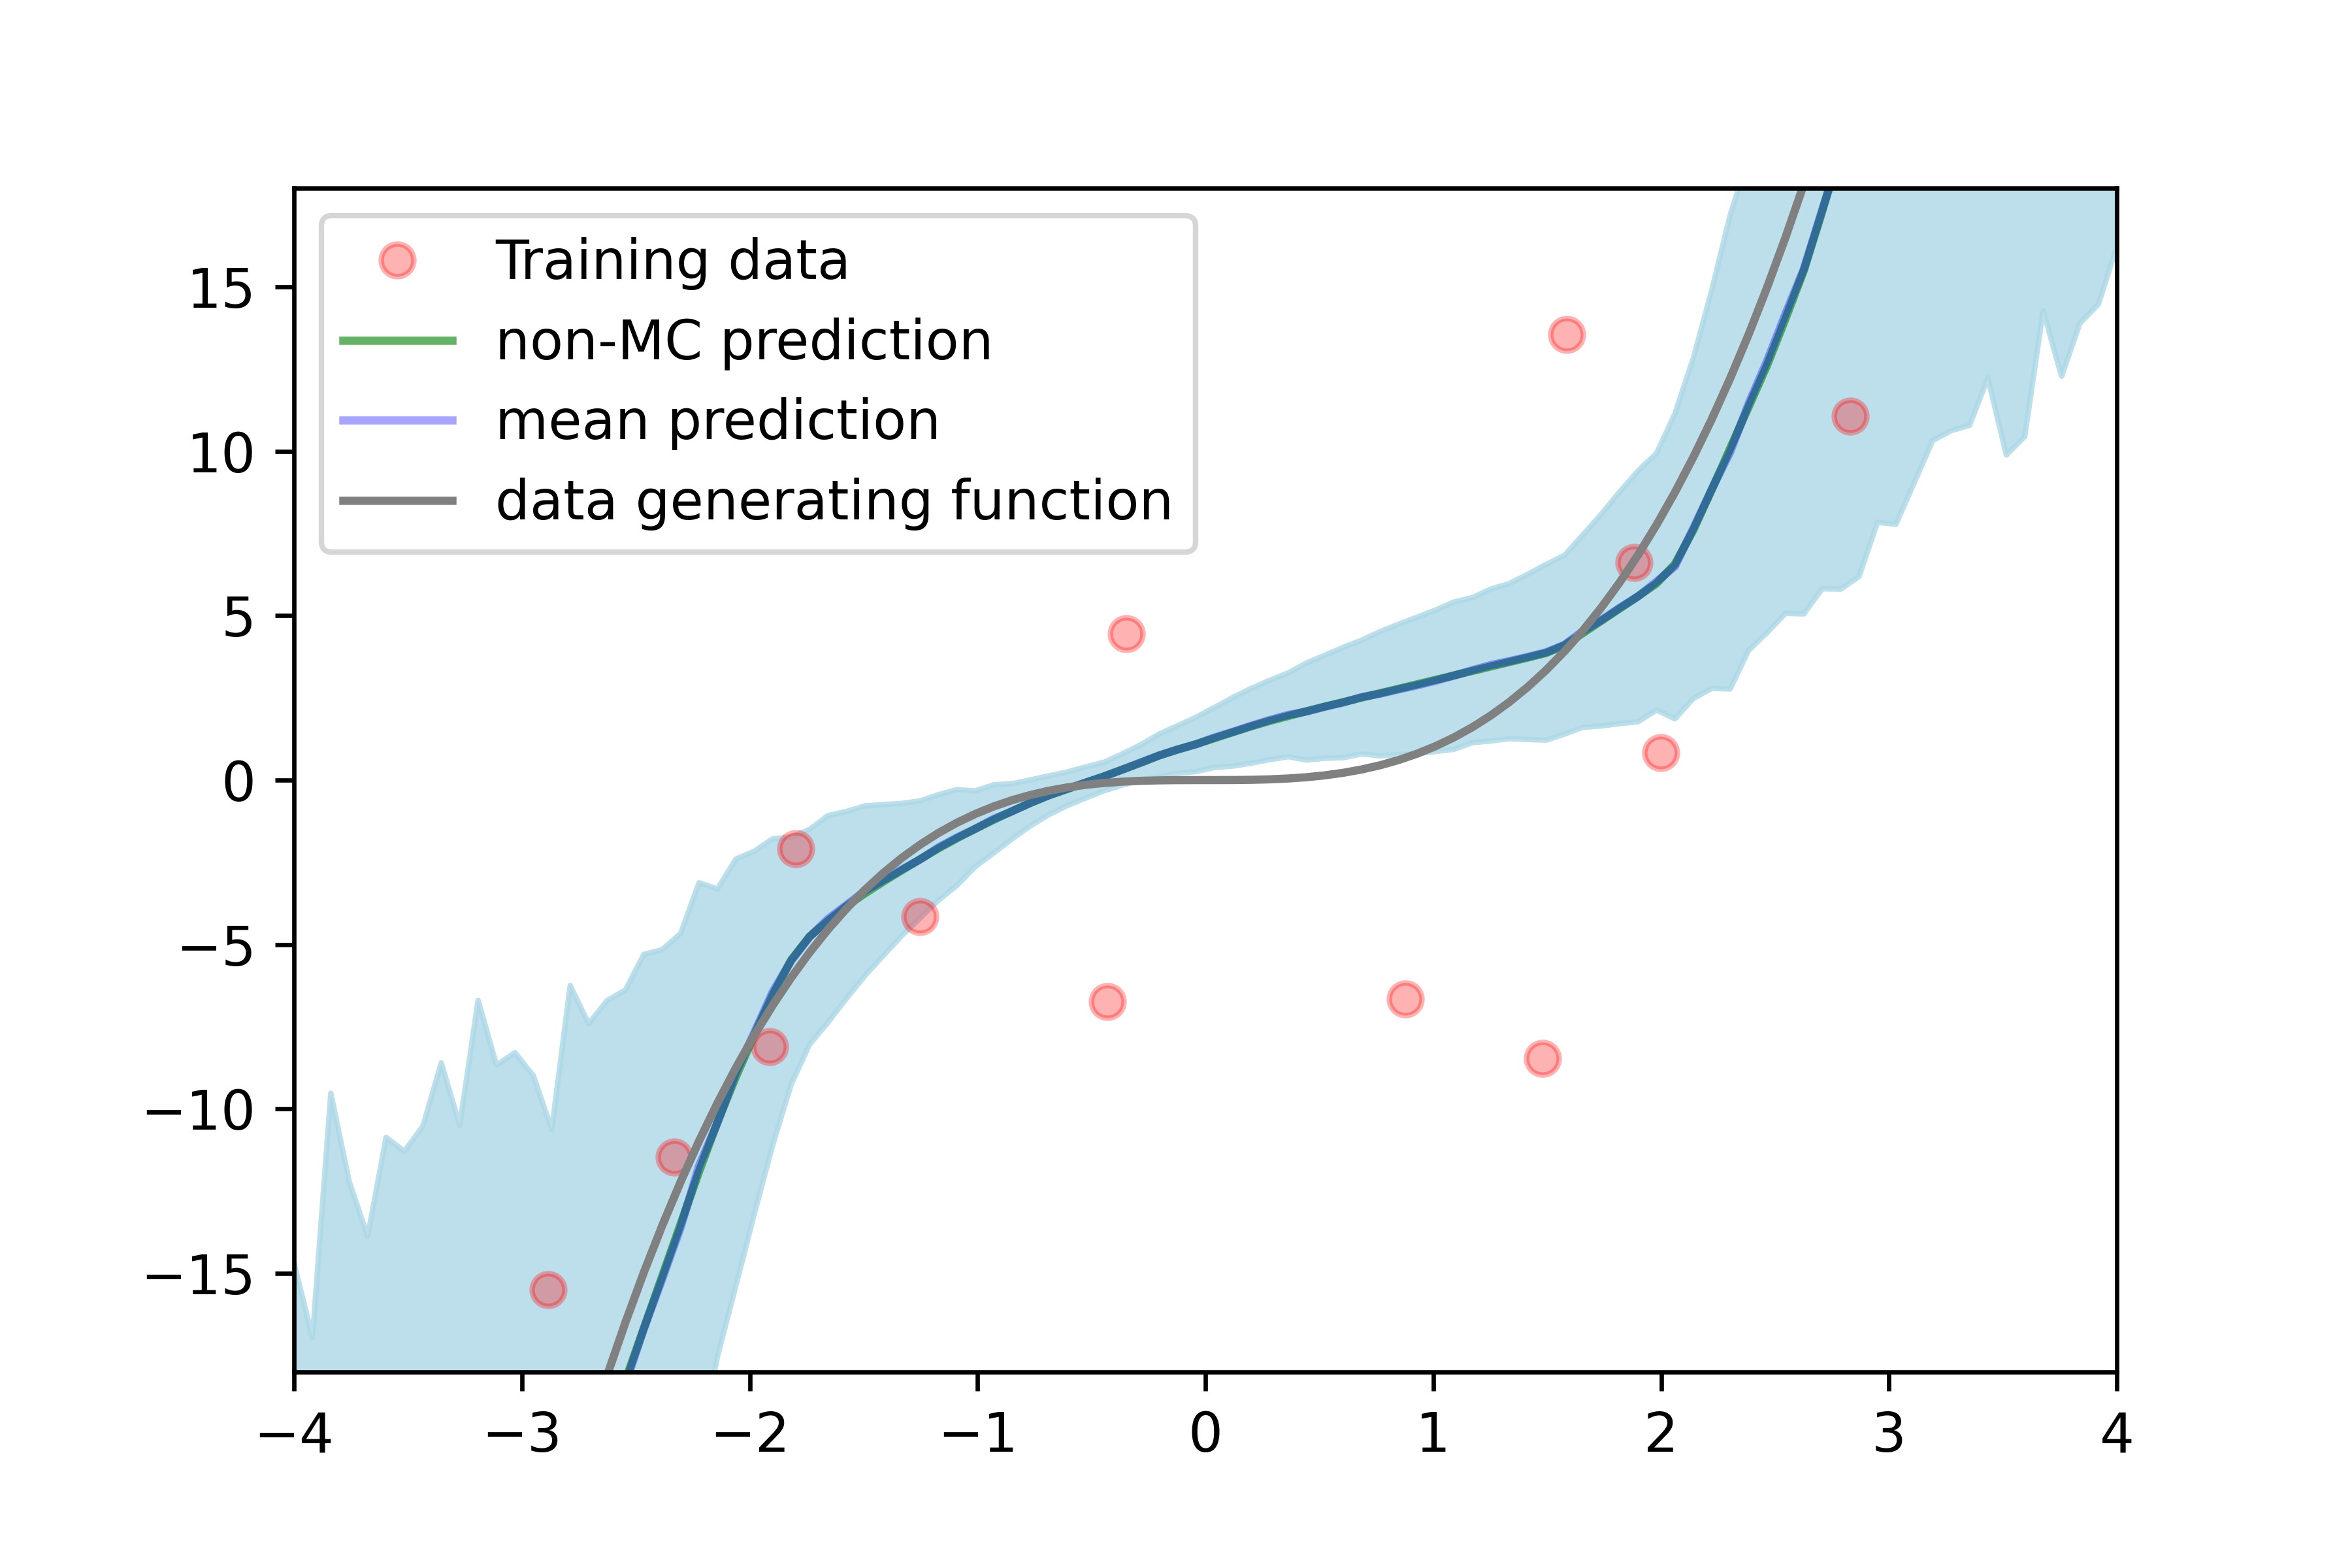 Training data
non-MC prediction
mean prediction
data generating function
15
10
5
0
−5
−10
−15
−4 −3 −2 −1 0 1 2 3 4